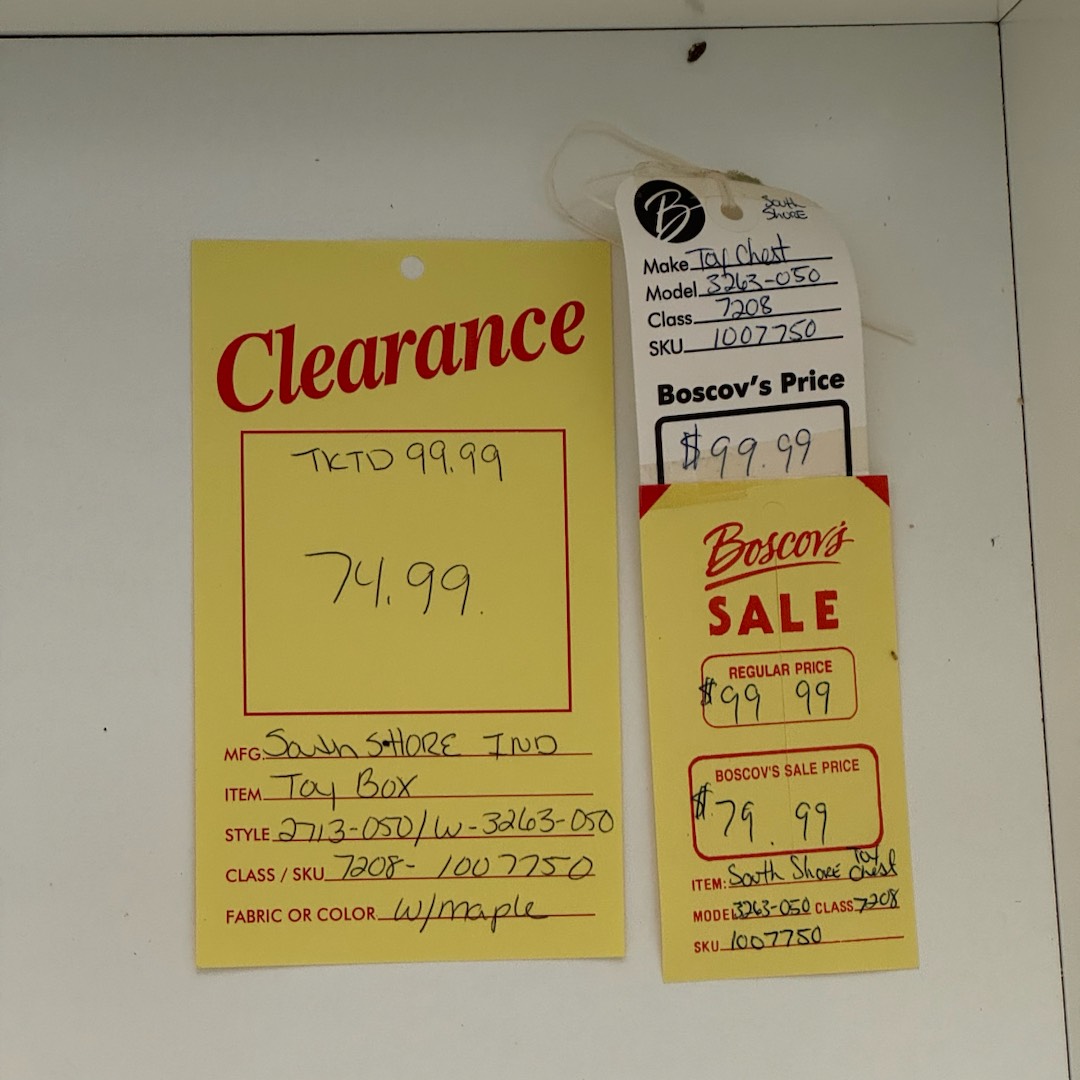 Clearance
TKTD 99.99
74.99.
MFG. South SHORE IND
ITEM Toy Box
STYLE 2713-050/W-3263-050
CLASS / SKU 7208- 1007750
FABRIC OR COLOR W/maple
B
South
SHORE
Make Toy Chest
Model 3263-050
Class 7208
SKU 1007750
Boscov's Price
$99.99
Boscov's
SALE
REGULAR PRICE
$99 99
BOSCOV'S SALE PRICE
$79.99
ITEM: South Shore Toy Chest
MODEL 3263-050 CLASS 7208
SKU 1007750